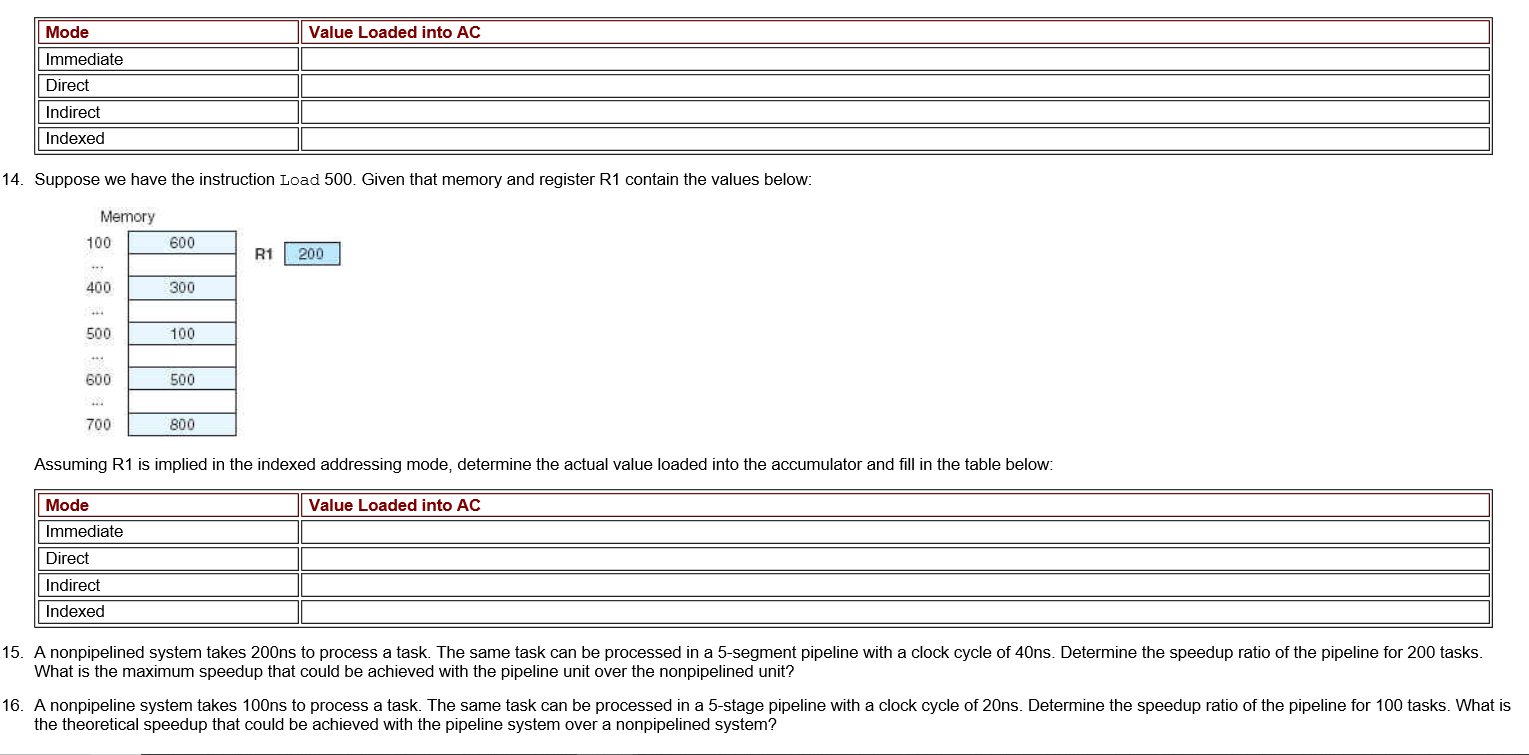 Mode Value Loaded into AC
Immediate
Direct
Indirect
Indexed
14. Suppose we have the instruction Load 500. Given that memory and register R1 contain the values below:
Memory
100 600
R1 200
...
400 300
...
500 100
...
600 500
...
700 800
Assuming R1 is implied in the indexed addressing mode, determine the actual value loaded into the accumulator and fill in the table below:
Mode Value Loaded into AC
Immediate
Direct
Indirect
Indexed
15. A nonpipelined system takes 200ns to process a task. The same task can be processed in a 5-segment pipeline with a clock cycle of 40ns. Determine the speedup ratio of the pipeline for 200 tasks.
What is the maximum speedup that could be achieved with the pipeline unit over the nonpipelined unit?
16. A nonpipeline system takes 100ns to process a task. The same task can be processed in a 5-stage pipeline with a clock cycle of 20ns. Determine the speedup ratio of the pipeline for 100 tasks. What is
the theoretical speedup that could be achieved with the pipeline system over a nonpipelined system?